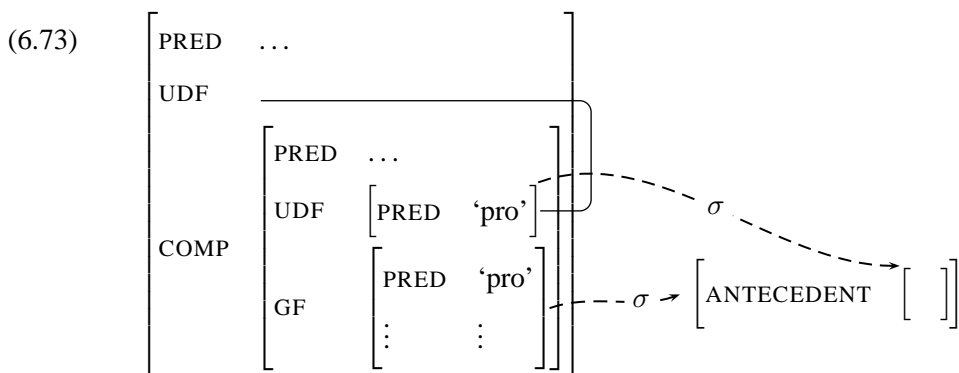 (6.73)
PRED ...
UDF
PRED ...
UDF [PRED ‘pro’]
COMP
PRED ‘pro’
GF
⋮ ⋮
σ
σ
[ANTECEDENT [ ]]